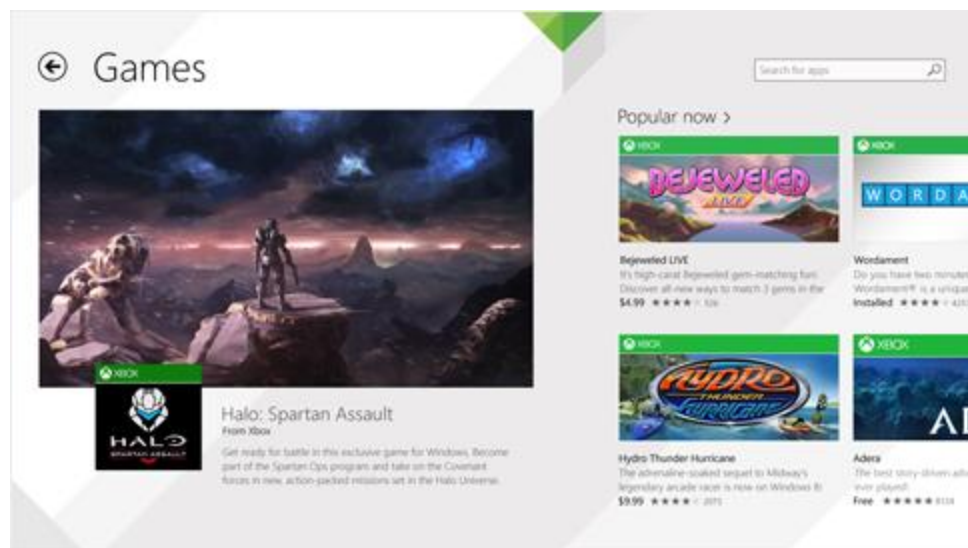 Games
Search for apps
Popular now >
XBOX
BEJEWELED
LIVE
Bejeweled LIVE
It's high-carat Bejeweled gem-matching fun!
Discover all-new ways to match 3 gems in the
$4.99
XBOX
WORDA
Wordament
Do you have two minutes
Wordament® is a unique
Installed
XBOX
HALO
SPARTAN ASSAULT
Halo: Spartan Assault
From Xbox
Get ready for battle in this exclusive game for Windows. Become
part of the Spartan Ops program and take on the Covenant
forces in new, action-packed missions set in the Halo Universe.
XBOX
HYDRO
THUNDER
HURRICANE
Hydro Thunder Hurricane
The adrenaline-soaked sequel to Midway's
legendary arcade racer is now on Windows 8!
$9.99 2075
XBOX
Adera
The best story-driven adv
ever played!
Free